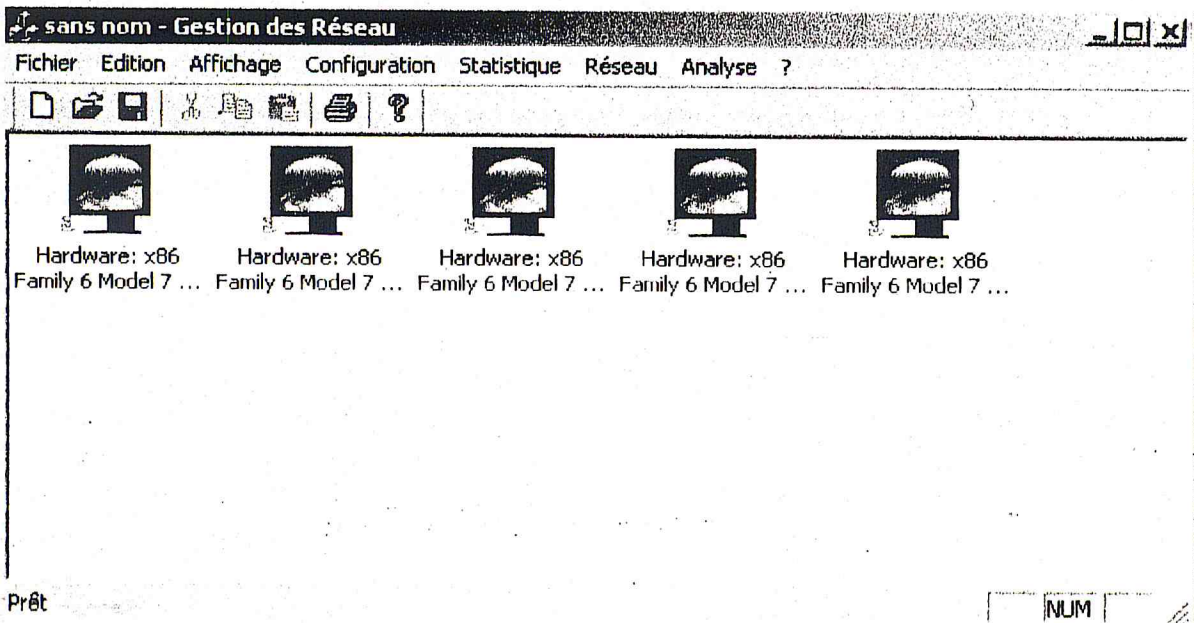 sans nom - Gestion des Réseau
Fichier Edition Affichage Configuration Statistique Réseau Analyse ?
Hardware: x86 Hardware: x86 Hardware: x86 Hardware: x86 Hardware: x86
Family 6 Model 7 ... Family 6 Model 7 ... Family 6 Model 7 ... Family 6 Model 7 ... Family 6 Model 7 ...
Prêt NUM